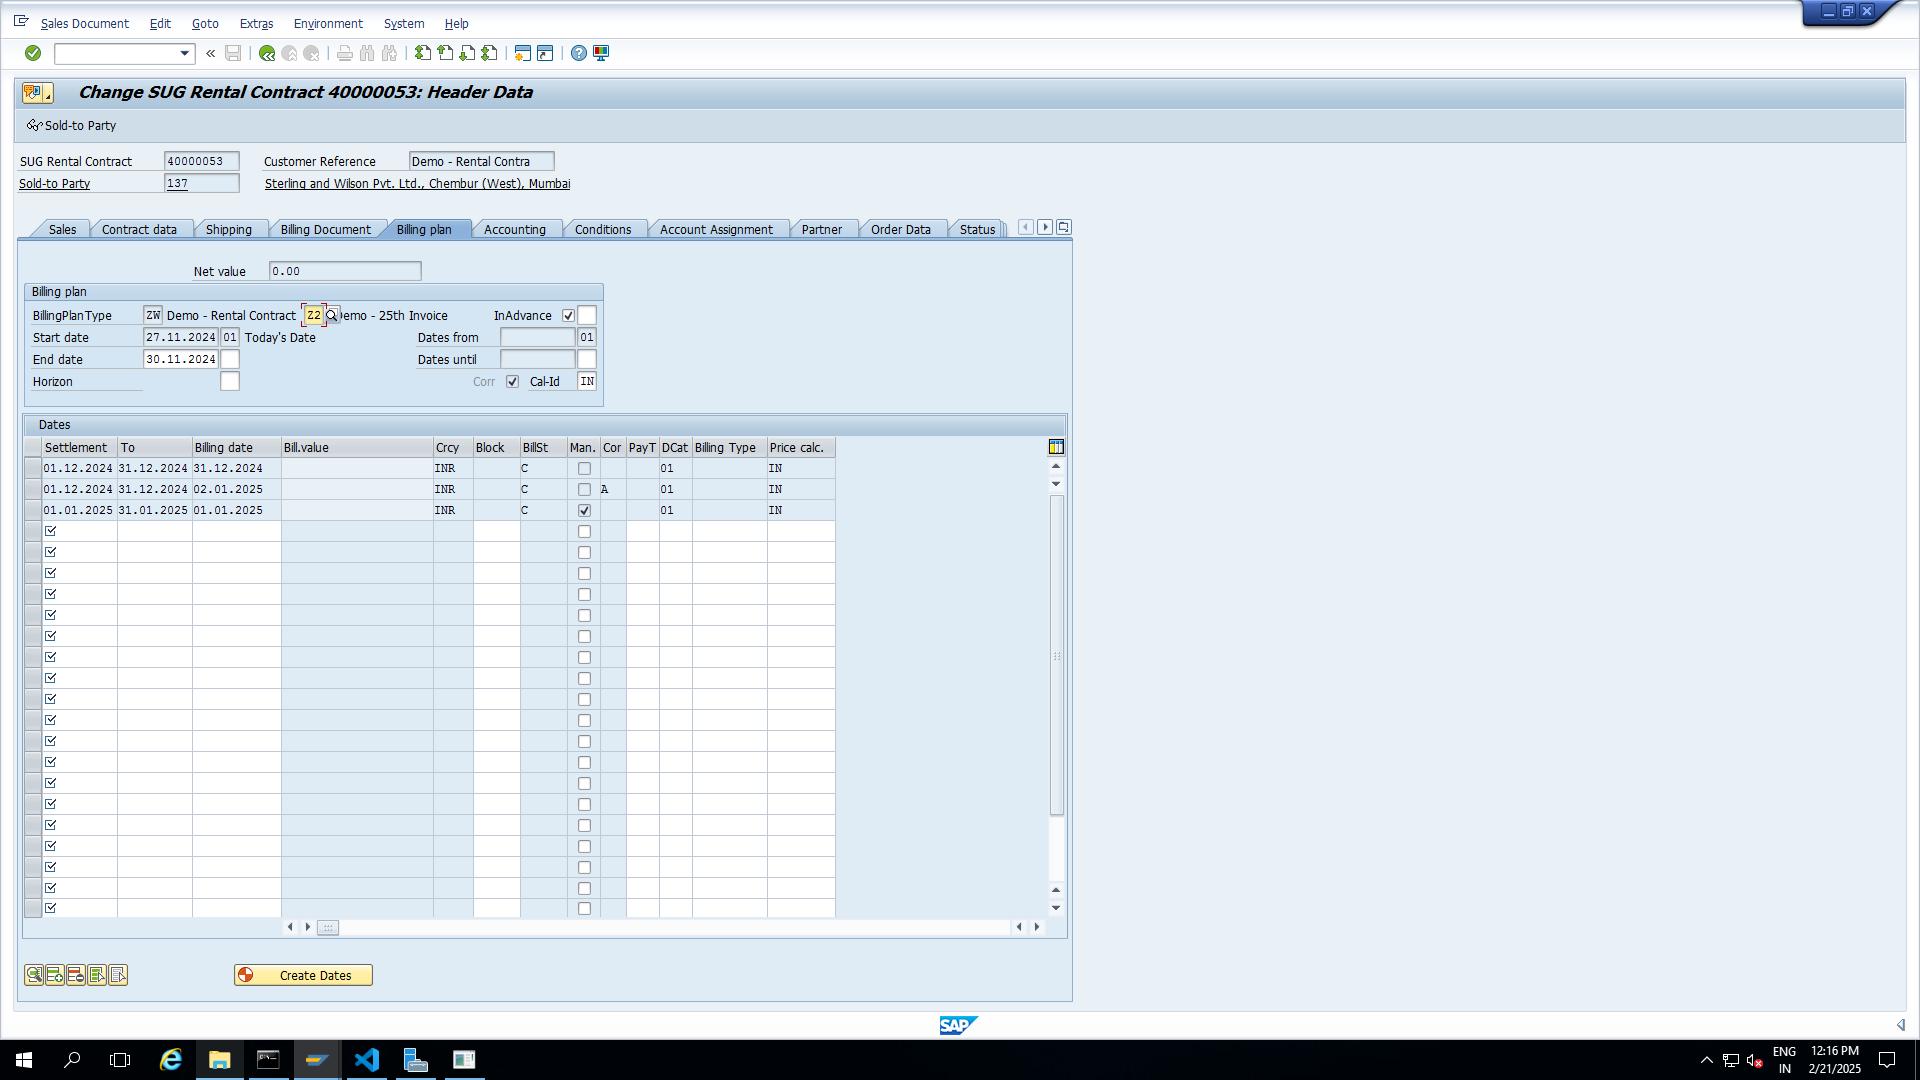 Sales Document Edit Goto Extras Environment System Help
Change SUG Rental Contract 40000053: Header Data
Sold-to Party
SUG Rental Contract 40000053 Customer Reference Demo - Rental Contra
Sold-to Party 137 Sterling and Wilson Pvt. Ltd., Chembur (West), Mumbai
Sales Contract data Shipping Billing Document Billing plan Accounting Conditions Account Assignment Partner Order Data Status
Net value 0.00
Billing plan
BillingPlanType ZW Demo - Rental Contract Z2 Demo - 25th Invoice InAdvance
Start date 27.11.2024 01 Today's Date Dates from 01
End date 30.11.2024 Dates until
Horizon Corr Cal-Id IN
Dates
Settlement To Billing date Bill.value Crcy Block BillSt Man. Cor PayT DCat Billing Type Price calc.
01.12.2024 31.12.2024 31.12.2024 INR C 01 IN
01.12.2024 31.12.2024 02.01.2025 INR C A 01 IN
01.01.2025 31.01.2025 01.01.2025 INR C 01 IN
Create Dates
SAP
ENG 12:16 PM
IN 2/21/2025